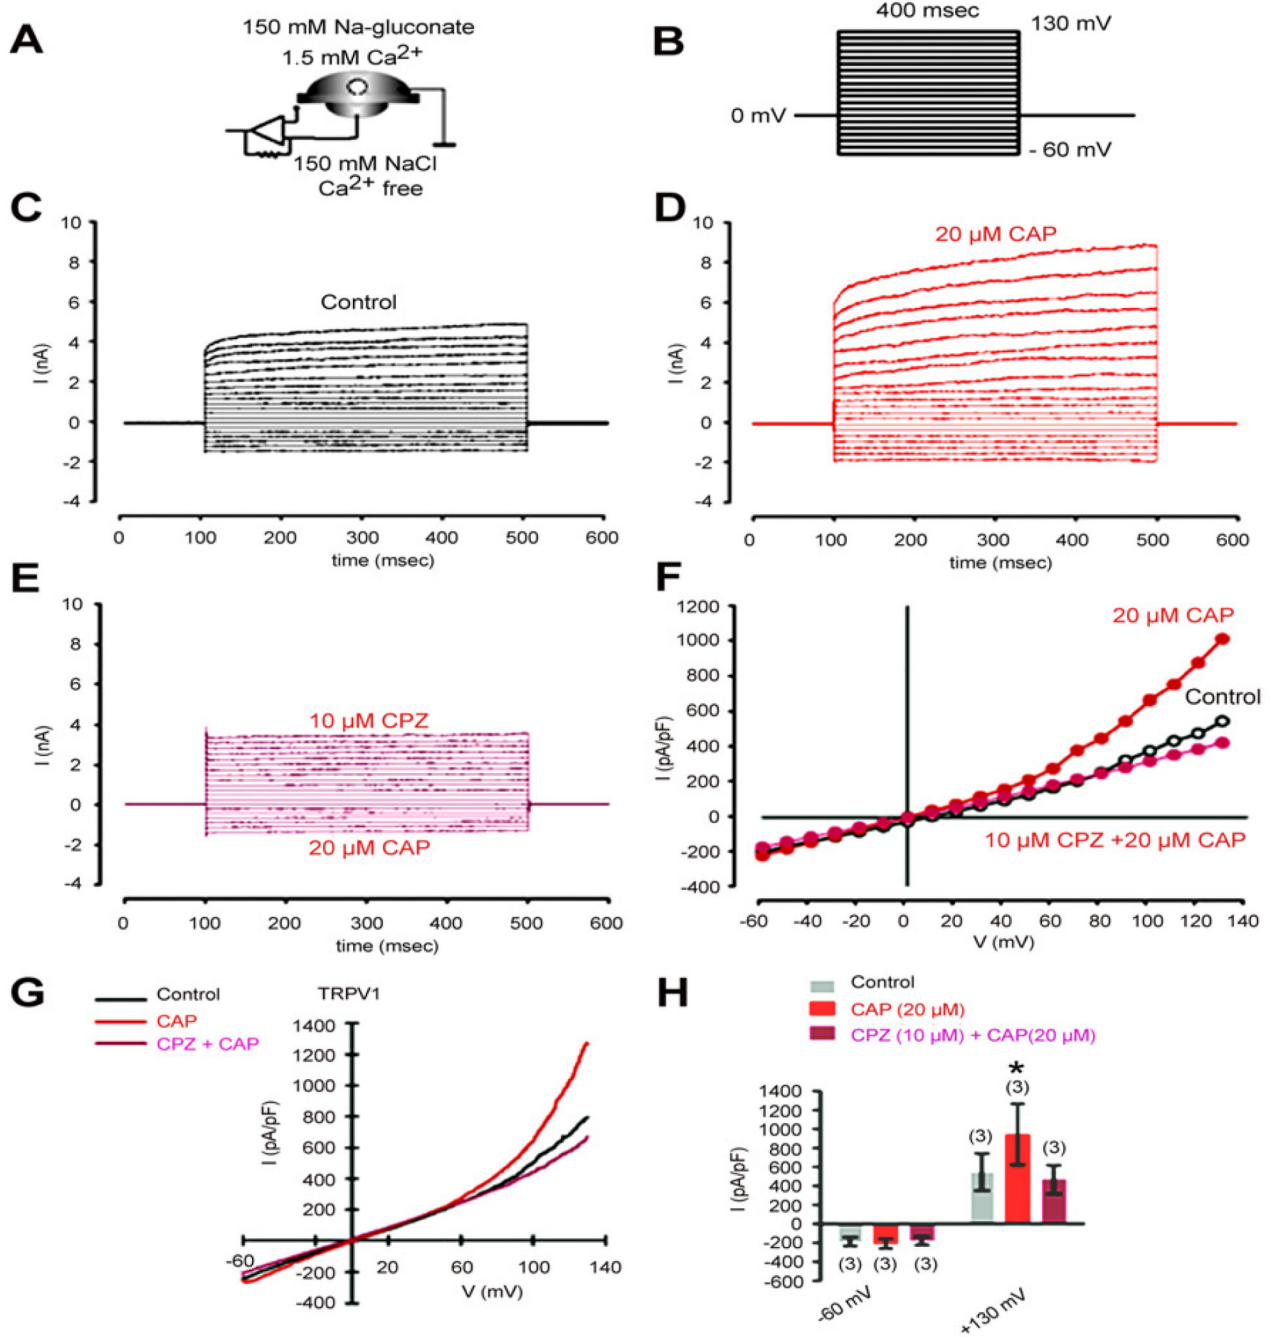 A
150 mM Na-gluconate
1.5 mM Ca2+
150 mM NaCl
Ca2+ free
B
400 msec
130 mV
0 mV
- 60 mV
C
10
8
6
4
2
0
-2
-4
I (nA)
Control
0 100 200 300 400 500 600
time (msec)
D
10
8
6
4
2
0
-2
-4
I (nA)
20 µM CAP
0 100 200 300 400 500 600
time (msec)
E
10
8
6
4
2
0
-2
-4
I (nA)
10 µM CPZ
20 µM CAP
0 100 200 300 400 500 600
time (msec)
F
1200
1000
800
600
400
200
0
-200
-400
I (pA/pF)
20 µM CAP
Control
10 µM CPZ +20 µM CAP
-60 -40 -20 0 20 40 60 80 100 120 140
V (mV)
G
Control
CAP
CPZ + CAP
TRPV1
1400
1200
1000
800
600
400
200
-200
-400
I (pA/pF)
-60 20 60 100 140
V (mV)
H
Control
CAP (20 µM)
CPZ (10 µM) + CAP(20 µM)
1400
1200
1000
800
600
400
200
0
-200
-400
-600
I (pA/pF)
*
(3) (3) (3)
(3) (3) (3)
-60 mV
+130 mV